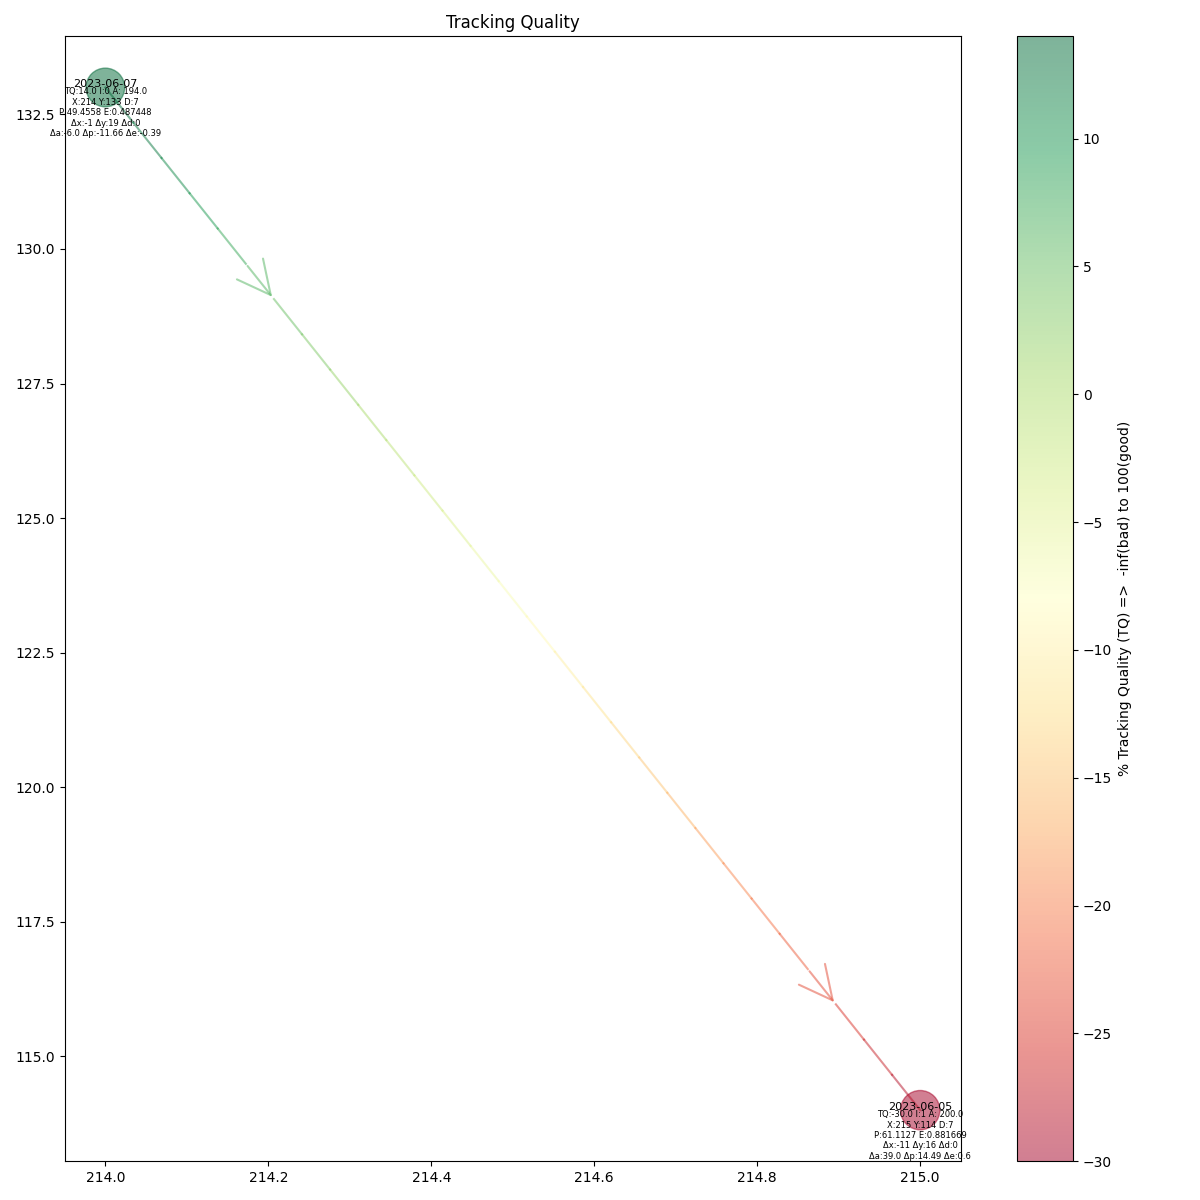 Tracking Quality
2023-06-07
TQ:14.0 I:0 A: 194.0
X:214 Y:133 D:7
P:49.4558 E:0.487448
Δx:-1 Δy:19 Δd:0
Δa:-6.0 Δp:-11.66 Δe:-0.39
132.5
130.0
127.5
125.0
122.5
120.0
117.5
115.0
2023-06-05
TQ:-30.0 I:1 A: 200.0
X:215 Y:114 D:7
P:61.1127 E:0.881669
Δx:-11 Δy:16 Δd:0
Δa:39.0 Δp:14.49 Δe:0.6
214.0
214.2
214.4
214.6
214.8
215.0
10
5
0
−5
−10
−15
−20
−25
−30
% Tracking Quality (TQ) => -inf(bad) to 100(good)